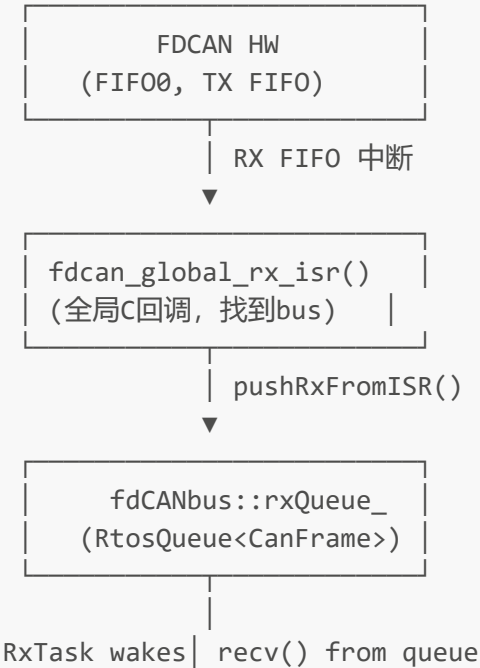 FDCAN HW
(FIFO0, TX FIFO)
RX FIFO 中断
fdcan_global_rx_isr()
(全局C回调, 找到bus)
pushRxFromISR()
fdCANbus::rxQueue_
(RtosQueue<CanFrame>)
RxTask wakes│ recv() from queue